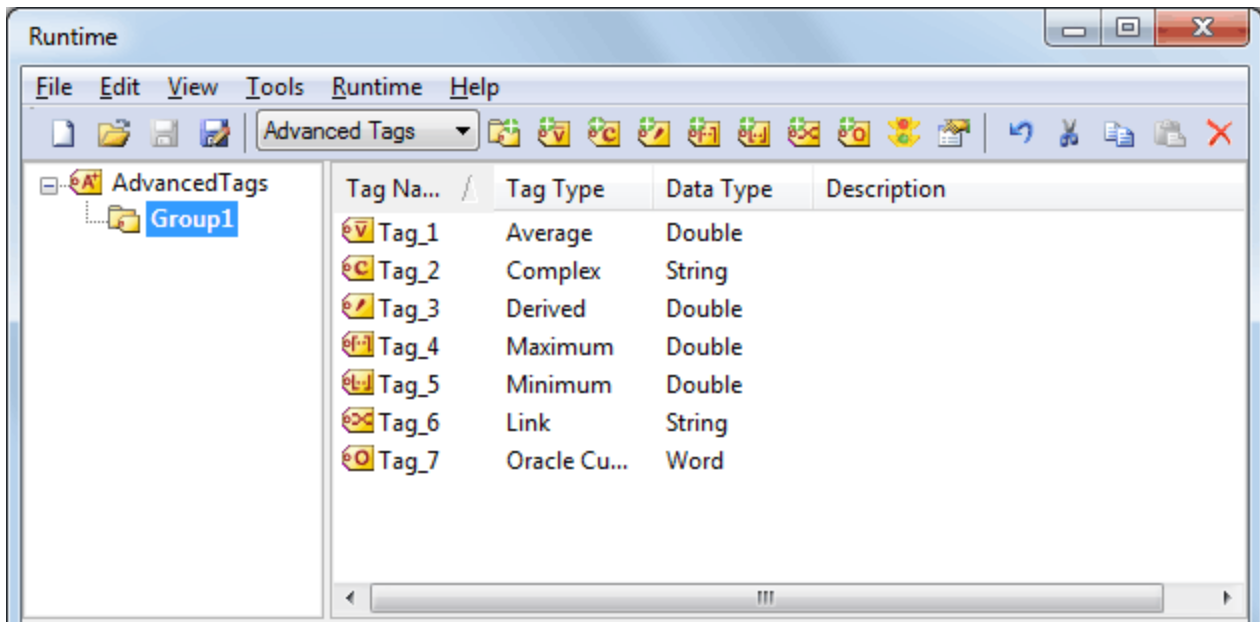 Runtime
File Edit View Tools Runtime Help
Advanced Tags
AdvancedTags
Group1
Tag Na... Tag Type Data Type Description
Tag_1 Average Double
Tag_2 Complex String
Tag_3 Derived Double
Tag_4 Maximum Double
Tag_5 Minimum Double
Tag_6 Link String
Tag_7 Oracle Cu... Word